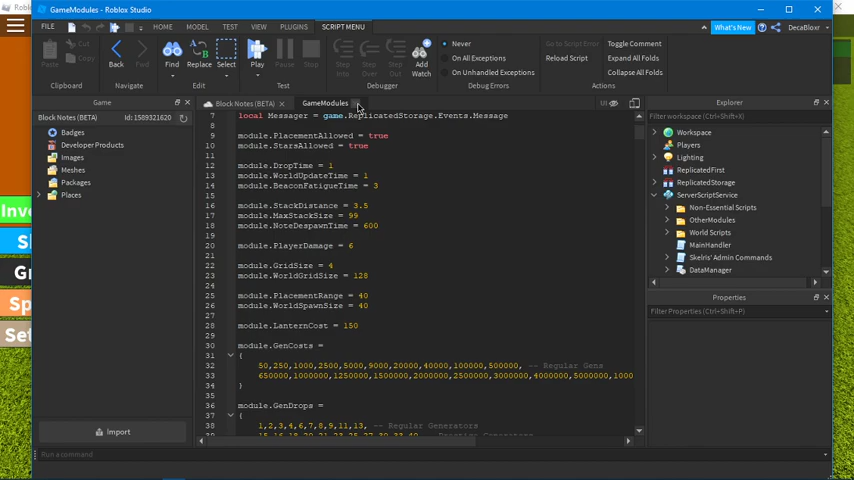 GameModules - Roblox Studio
FILE
HOME
MODEL
TEST
VIEW
PLUGINS
SCRIPT MENU
What's New
DecaBloxr
Paste
Cut
Copy
Clipboard
Back
Fwd
Navigate
Find
Replace
Select
Edit
Play
Pause
Stop
Test
Step Into
Step Over
Step Out
Add Watch
Debugger
Never
On All Exceptions
On Unhandled Exceptions
Debug Errors
Go to Script Error
Reload Script
Toggle Comment
Expand All Folds
Collapse All Folds
Actions
Game
Block Notes (BETA)
Id: 1589321620
Badges
Developer Products
Images
Meshes
Packages
Places
Import
Block Notes (BETA)
GameModules
UI
7 local Messager = game.ReplicatedStorage.Events.Message
8
9 module.PlacementAllowed = true
10 module.StarsAllowed = true
11
12 module.DropTime = 1
13 module.WorldUpdateTime = 1
14 module.BeaconFatigueTime = 3
15
16 module.StackDistance = 3.5
17 module.MaxStackSize = 99
18 module.NoteDespawnTime = 600
19
20 module.PlayerDamage = 6
21
22 module.GridSize = 4
23 module.WorldGridSize = 128
24
25 module.PlacementRange = 40
26 module.WorldSpawnSize = 40
27
28 module.LanternCost = 150
29
30 module.GenCosts =
31 {
32 50,250,1000,2500,5000,9000,20000,40000,100000,500000, -- Regular Gens
33 650000,1000000,1250000,1500000,2000000,2500000,3000000,4000000,5000000,1000
34 }
35
36 module.GenDrops =
37 {
38 1,2,3,4,6,7,8,9,11,13, -- Regular Generators
Explorer
Filter workspace (Ctrl+Shift+X)
Workspace
Players
Lighting
ReplicatedFirst
ReplicatedStorage
ServerScriptService
Non-Essential Scripts
OtherModules
World Scripts
MainHandler
Skelris' Admin Commands
DataManager
Properties
Filter Properties (Ctrl+Shift+P)
Run a command